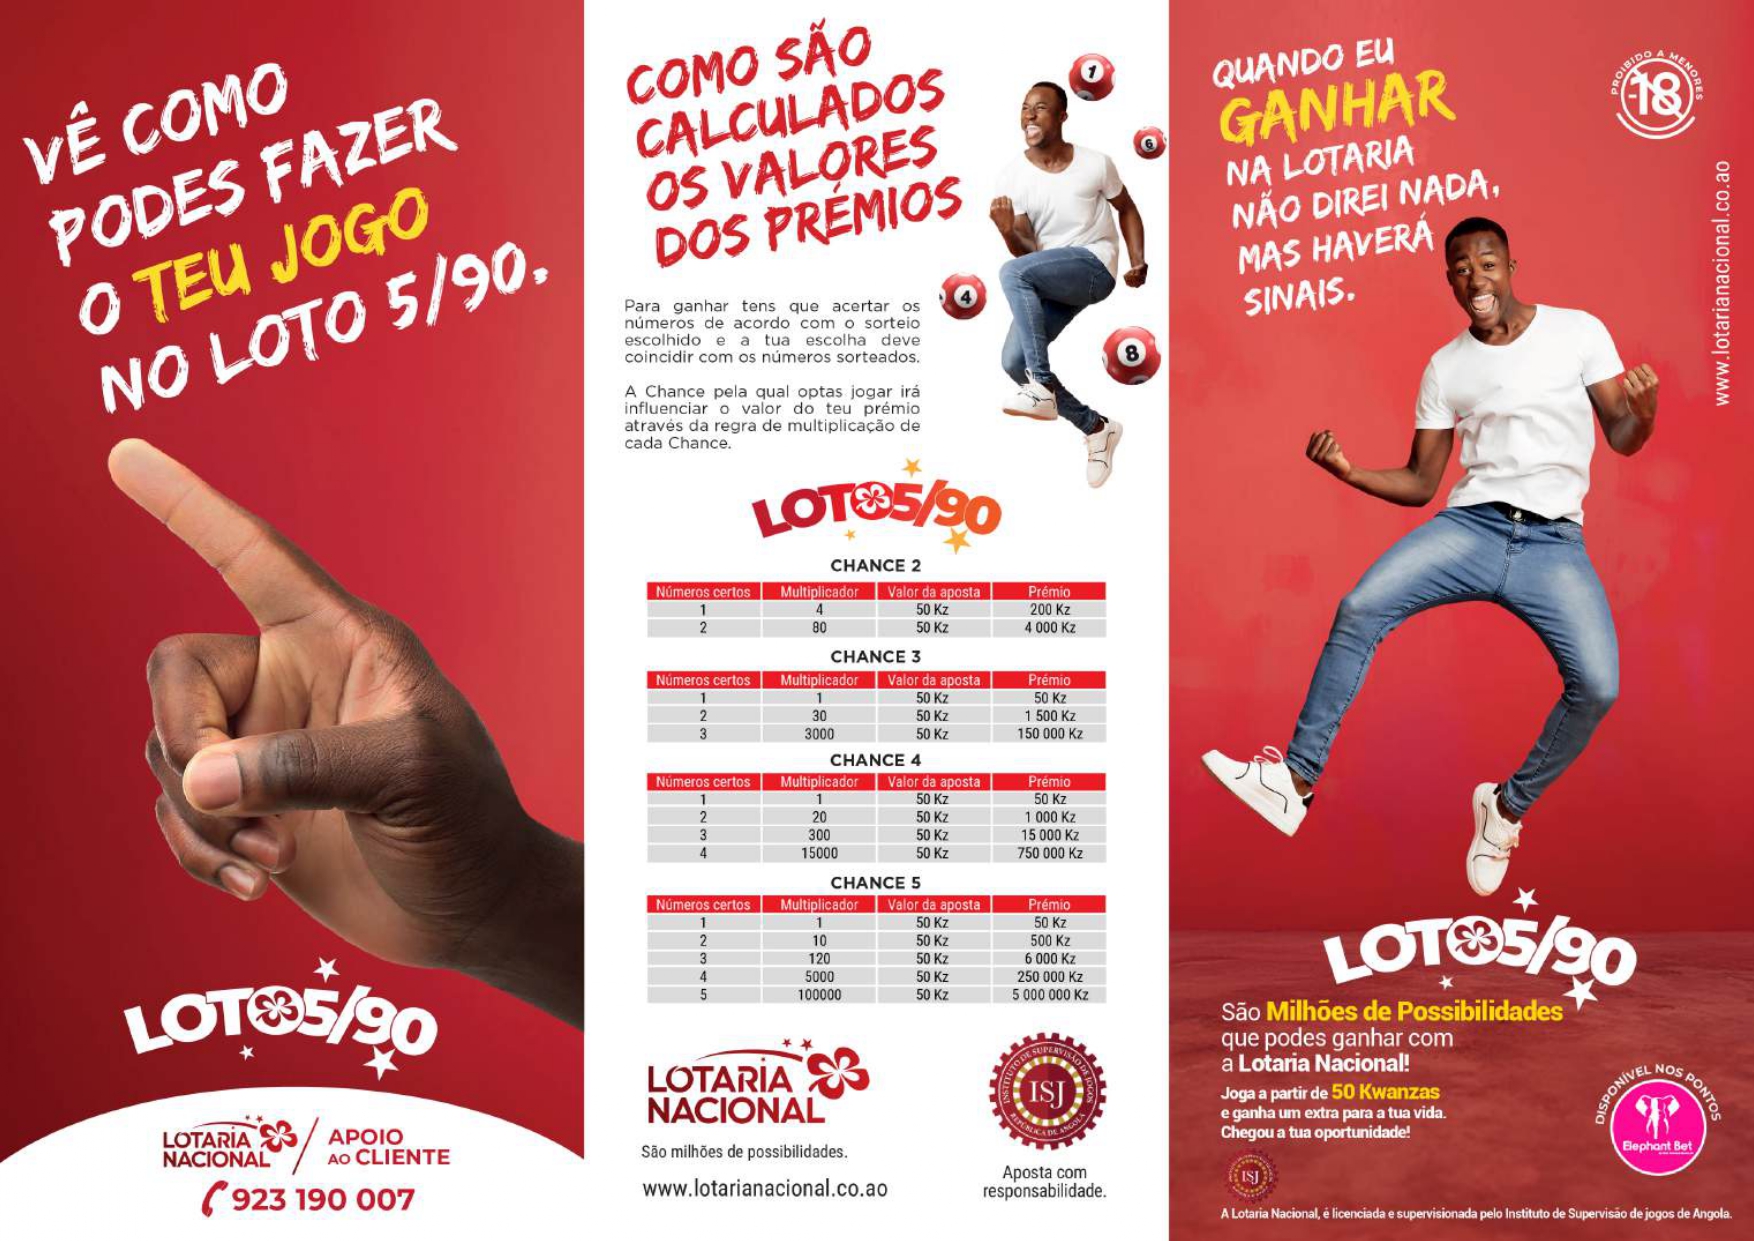 VÊ COMO
PODES FAZER
O TEU JOGO
NO LOTO 5/90.
LOTO5/90
LOTARIA
NACIONAL
APOIO
AO CLIENTE
923 190 007
COMO SÃO
CALCULADOS
OS VALORES
DOS PRÉMIOS
1
6
4
8
Para ganhar tens que acertar os
números de acordo com o sorteio
escolhido e a tua escolha deve
coincidir com os números sorteados.
A Chance pela qual optas jogar irá
influenciar o valor do teu prémio
através da regra de multiplicação de
cada Chance.
LOTO5/90
CHANCE 2
Números certos Multiplicador Valor da aposta Prémio
1 4 50 Kz 200 Kz
2 80 50 Kz 4 000 Kz
CHANCE 3
Números certos Multiplicador Valor da aposta Prémio
1 1 50 Kz 50 Kz
2 30 50 Kz 1 500 Kz
3 3000 50 Kz 150 000 Kz
CHANCE 4
Números certos Multiplicador Valor da aposta Prémio
1 1 50 Kz 50 Kz
2 20 50 Kz 1 000 Kz
3 300 50 Kz 15 000 Kz
4 15000 50 Kz 750 000 Kz
CHANCE 5
Números certos Multiplicador Valor da aposta Prémio
1 1 50 Kz 50 Kz
2 10 50 Kz 500 Kz
3 120 50 Kz 6 000 Kz
4 5000 50 Kz 250 000 Kz
5 100000 50 Kz 5 000 000 Kz
LOTARIA
NACIONAL
São milhões de possibilidades.
www.lotarianacional.co.ao
INSTITUTO DE SUPERVISÃO DE JOGOS
ISJ
REPÚBLICA DE ANGOLA
Aposta com
responsabilidade.
QUANDO EU
GANHAR
NA LOTARIA
NÃO DIREI NADA,
MAS HAVERÁ
SINAIS.
PROIBIDO A MENORES
-18
www.lotarianacional.co.ao
LOTO5/90
São Milhões de Possibilidades
que podes ganhar com
a Lotaria Nacional!
Joga a partir de 50 Kwanzas
e ganha um extra para a tua vida.
Chegou a tua oportunidade!
DISPONÍVEL NOS PONTOS
Elephant Bet
ISJ
A Lotaria Nacional, é licenciada e supervisionada pelo Instituto de Supervisão de jogos de Angola.